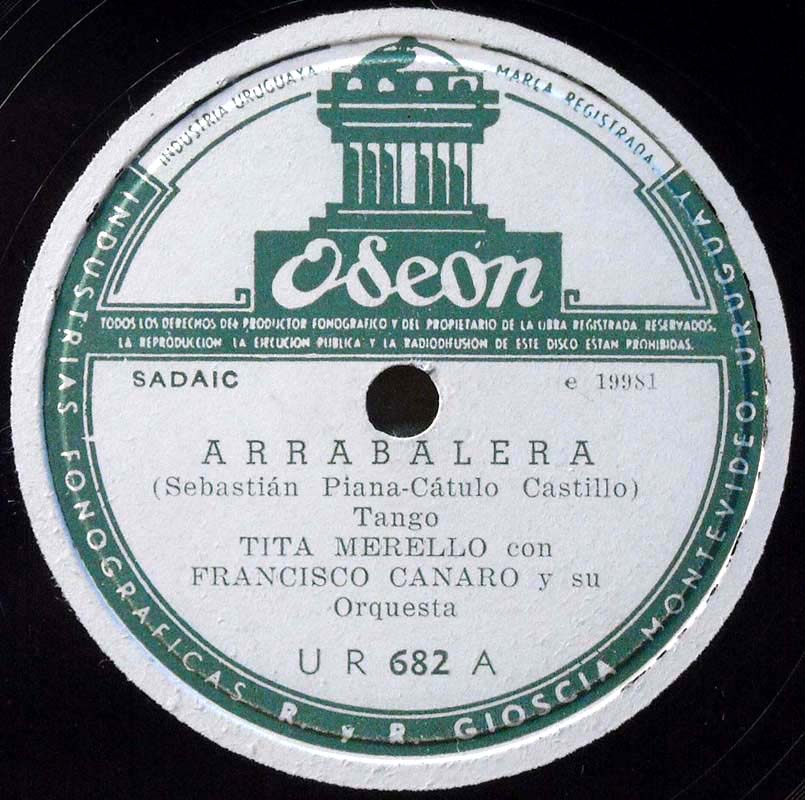 INDUSTRIA URUGUAYA
MARCA REGISTRADA
Odeón
TODOS LOS DERECHOS DEL PRODUCTOR FONOGRAFICO Y DEL PROPIETARIO DE LA OBRA REGISTRADA RESERVADOS.
LA REPRODUCCION LA EJECUCION PUBLICA Y LA RADIODIFUSION DE ESTE DISCO ESTAN PROHIBIDAS.
SADAIC
e 19981
ARRABALERA
(Sebastián Piana-Cátulo Castillo)
Tango
TITA MERELLO con
FRANCISCO CANARO y su
Orquesta
UR 682 A
INDUSTRIAS FONOGRAFICAS R. y R. GIOSCIA MONTEVIDEO, URUGUAY